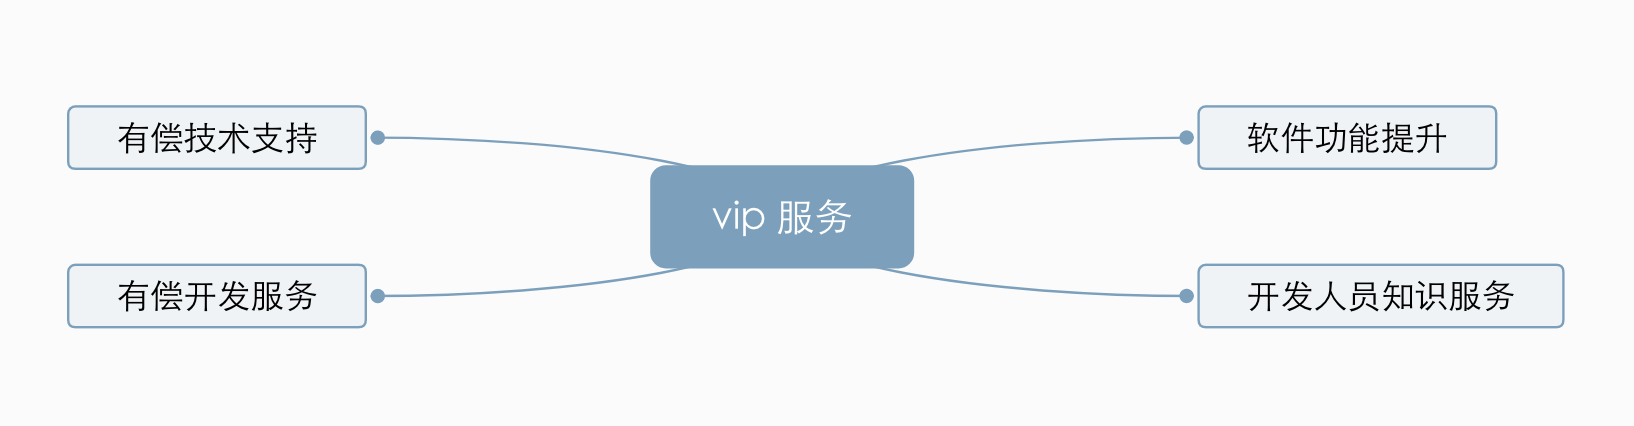 有偿技术支持
软件功能提升
vip 服务
有偿开发服务
开发人员知识服务